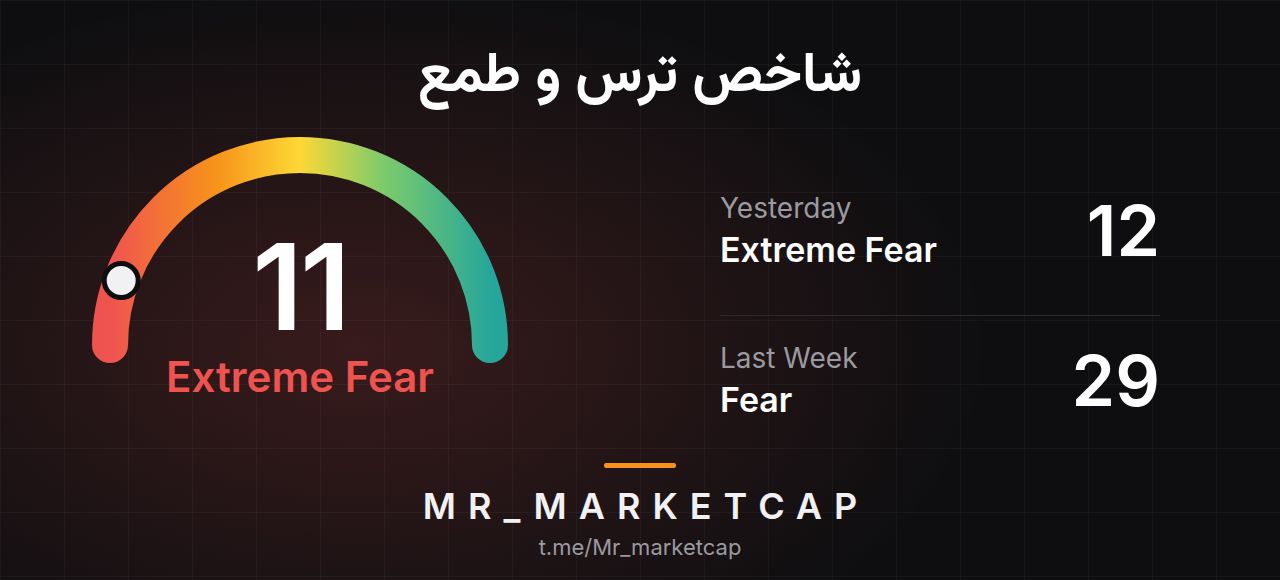 شاخص ترس و طمع
11
Extreme Fear
Yesterday
Extreme Fear
12
Last Week
Fear
29
MR_MARKETCAP
t.me/Mr_marketcap